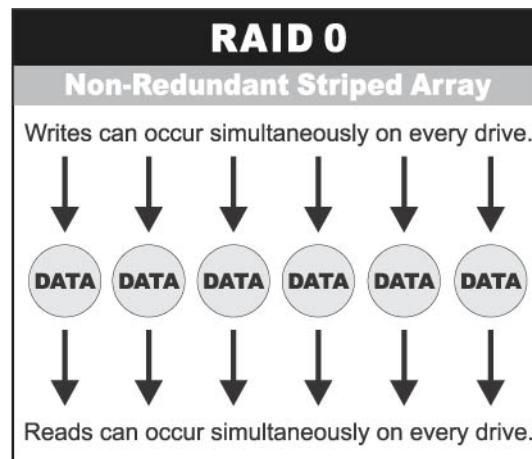 RAID 0
Non-Redundant Striped Array
Writes can occur simultaneously on every drive.
DATA DATA DATA DATA DATA DATA
Reads can occur simultaneously on every drive.